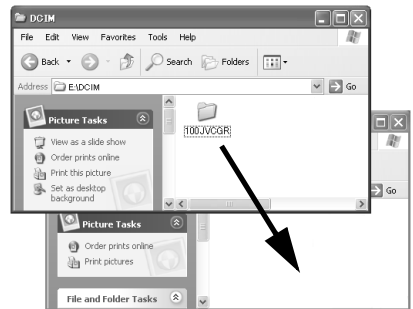 DCIM
File Edit View Favorites Tools Help
Back Search Folders
Address E:\DCIM Go
Picture Tasks
View as a slide show
Order prints online
Print this picture
Set as desktop
background
100JVCGR
Go
Picture Tasks
Order prints online
Print pictures
File and Folder Tasks